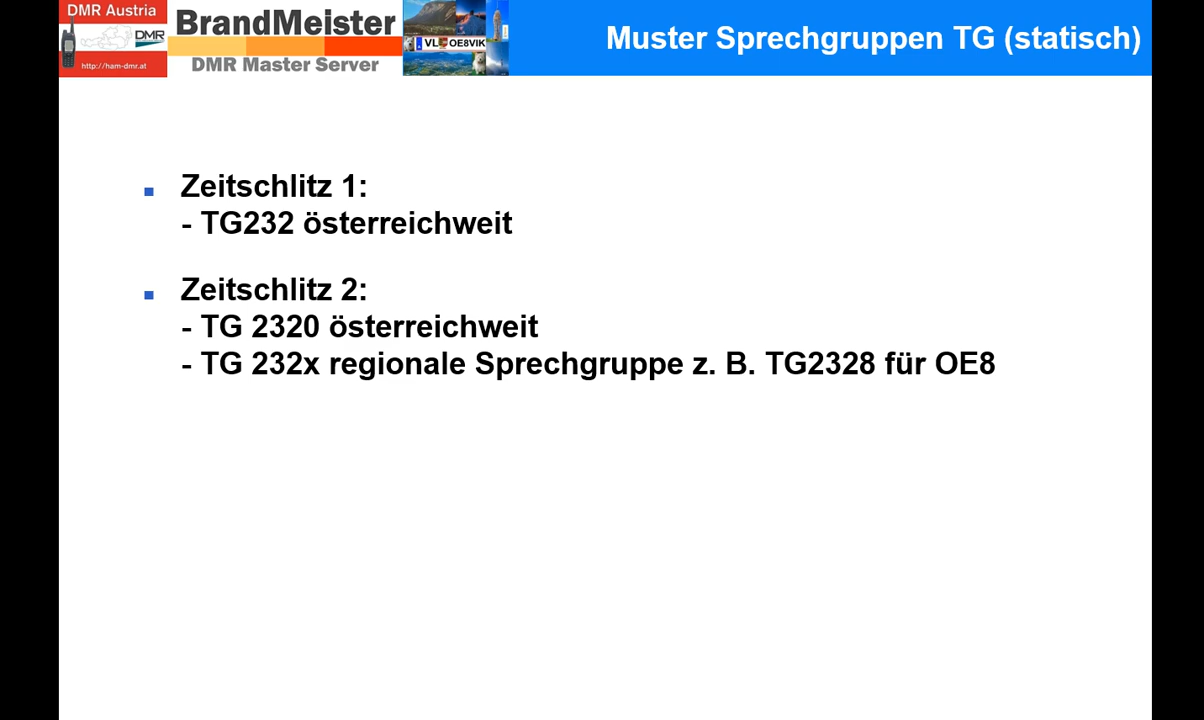 DMR Austria
DMR
http://ham-dmr.at
BrandMeister
DMR Master Server
VL OE8VIK
Muster Sprechgruppen TG (statisch)
Zeitschlitz 1:
- TG232 österreichweit
Zeitschlitz 2:
- TG 2320 österreichweit
- TG 232x regionale Sprechgruppe z. B. TG2328 für OE8